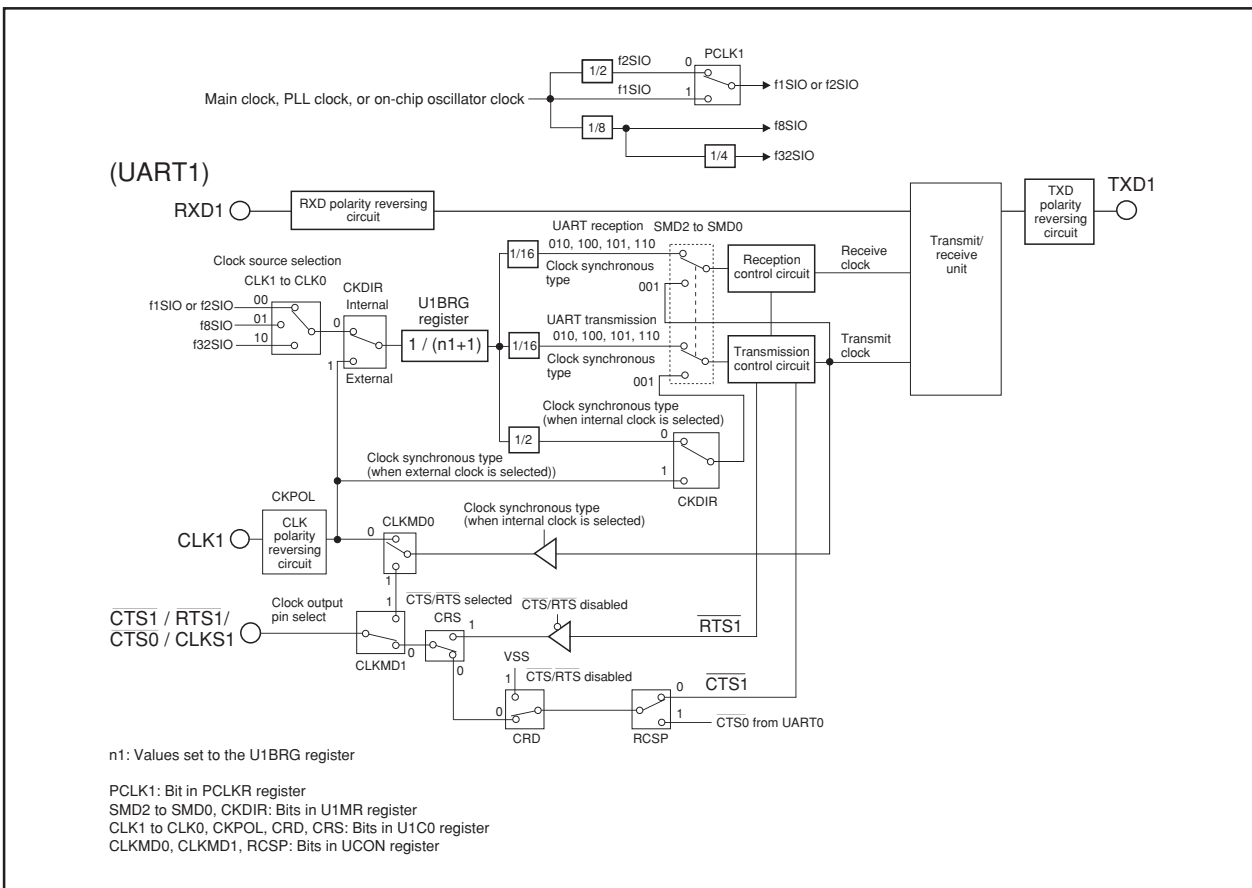 f2SIO
PCLK1
0
1/2
f1SIO or f2SIO
Main clock, PLL clock, or on-chip oscillator clock
f1SIO
1
1/8
f8SIO
1/4
f32SIO
(UART1)
RXD1
RXD polarity reversing
circuit
TXD
polarity
reversing
circuit
TXD1
UART reception
SMD2 to SMD0
010, 100, 101, 110
1/16
Clock synchronous
type
001
Reception
control circuit
Receive
clock
Transmit/
receive
unit
Clock source selection
CLK1 to CLK0
f1SIO or f2SIO
00
f8SIO
01
f32SIO
10
CKDIR
Internal
0
1
External
U1BRG
register
1 / (n1+1)
UART transmission
010, 100, 101, 110
1/16
Clock synchronous
type
001
Transmission
control circuit
Transmit
clock
Clock synchronous type
(when internal clock is selected)
1/2
0
Clock synchronous type
(when external clock is selected))
1
CKDIR
CKPOL
CLK1
CLK
polarity
reversing
circuit
CLKMD0
0
1
Clock synchronous type
(when internal clock is selected)
CTS1 / RTS1/
CTS0 / CLKS1
Clock output
pin select
1
0
CLKMD1
CTS/RTS selected
CRS
1
0
CTS/RTS disabled
RTS1
VSS
CTS/RTS disabled
1
0
CRD
0
CTS1
1
CTS0 from UART0
RCSP
n1: Values set to the U1BRG register
PCLK1: Bit in PCLKR register
SMD2 to SMD0, CKDIR: Bits in U1MR register
CLK1 to CLK0, CKPOL, CRD, CRS: Bits in U1C0 register
CLKMD0, CLKMD1, RCSP: Bits in UCON register